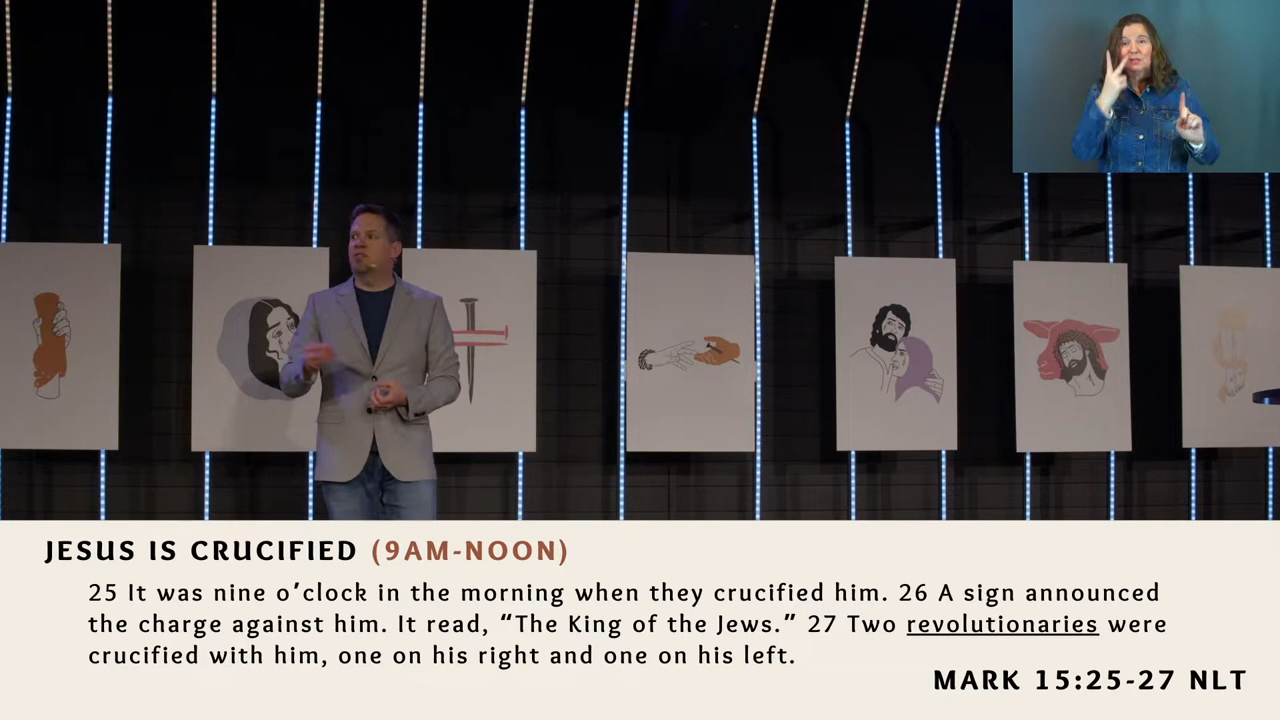 JESUS IS CRUCIFIED (9AM-NOON)
25 It was nine o’clock in the morning when they crucified him. 26 A sign announced
the charge against him. It read, “The King of the Jews.” 27 Two revolutionaries were
crucified with him, one on his right and one on his left.
MARK 15:25-27 NLT